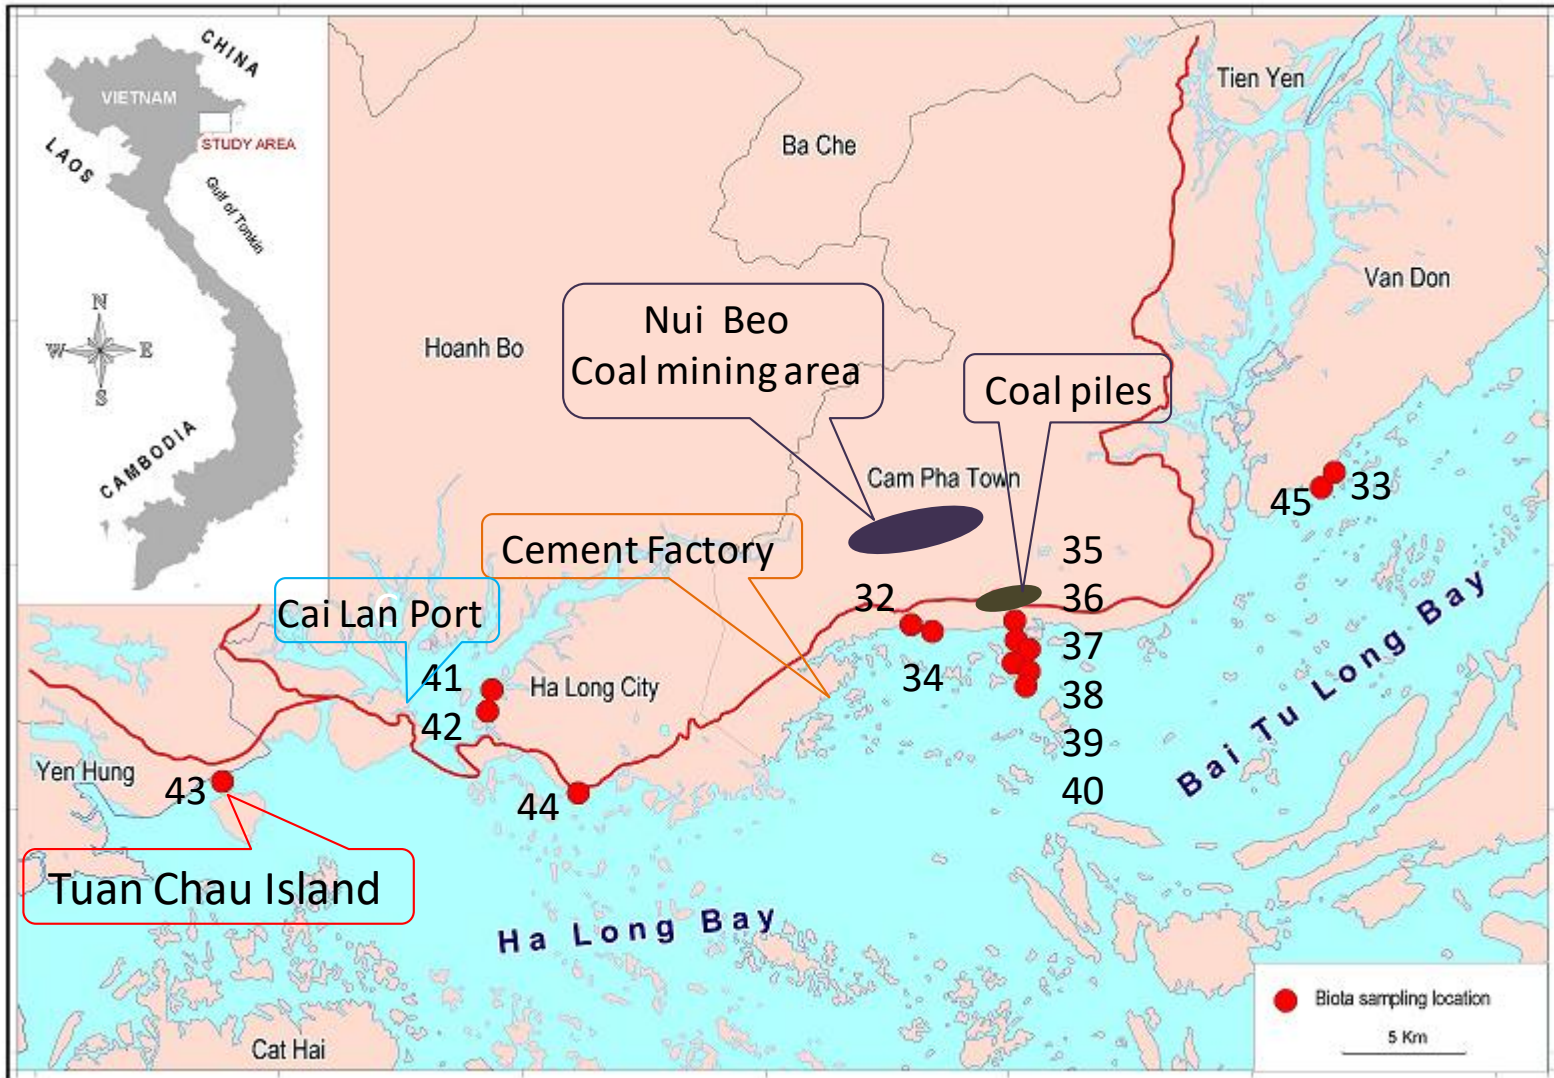 CHINA
VIETNAM
STUDY AREA
LAOS
Gulf of Tonkin
N
W
E
S
CAMBODIA
Tien Yen
Ba Che
Van Don
Hoanh Bo
Nui Beo
Coal mining area
Coal piles
Cam Pha Town
45
33
Cement Factory
35
36
37
38
39
40
32
34
Cai Lan Port
41
42
Ha Long City
Yen Hung
43
44
Tuan Chau Island
Bai Tu Long Bay
Ha Long Bay
Cat Hai
Biota sampling location
5 Km